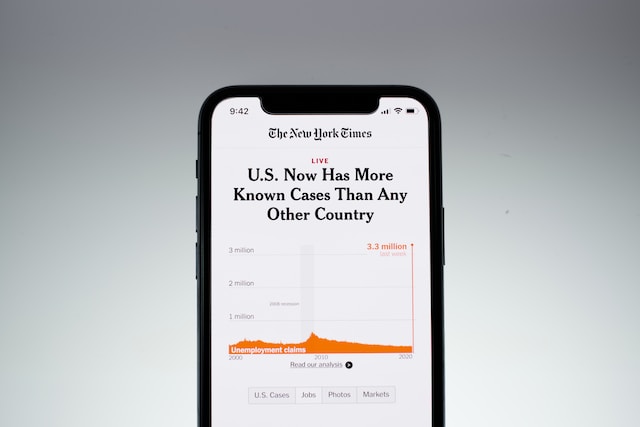 9:42
The New York Times
LIVE
U.S. Now Has More
Known Cases Than Any
Other Country
3 million
3.3 million
last week
2 million
2008 recession
1 million
Unemployment claims
2000 2010 2020
Read our analysis
U.S. Cases Jobs Photos Markets